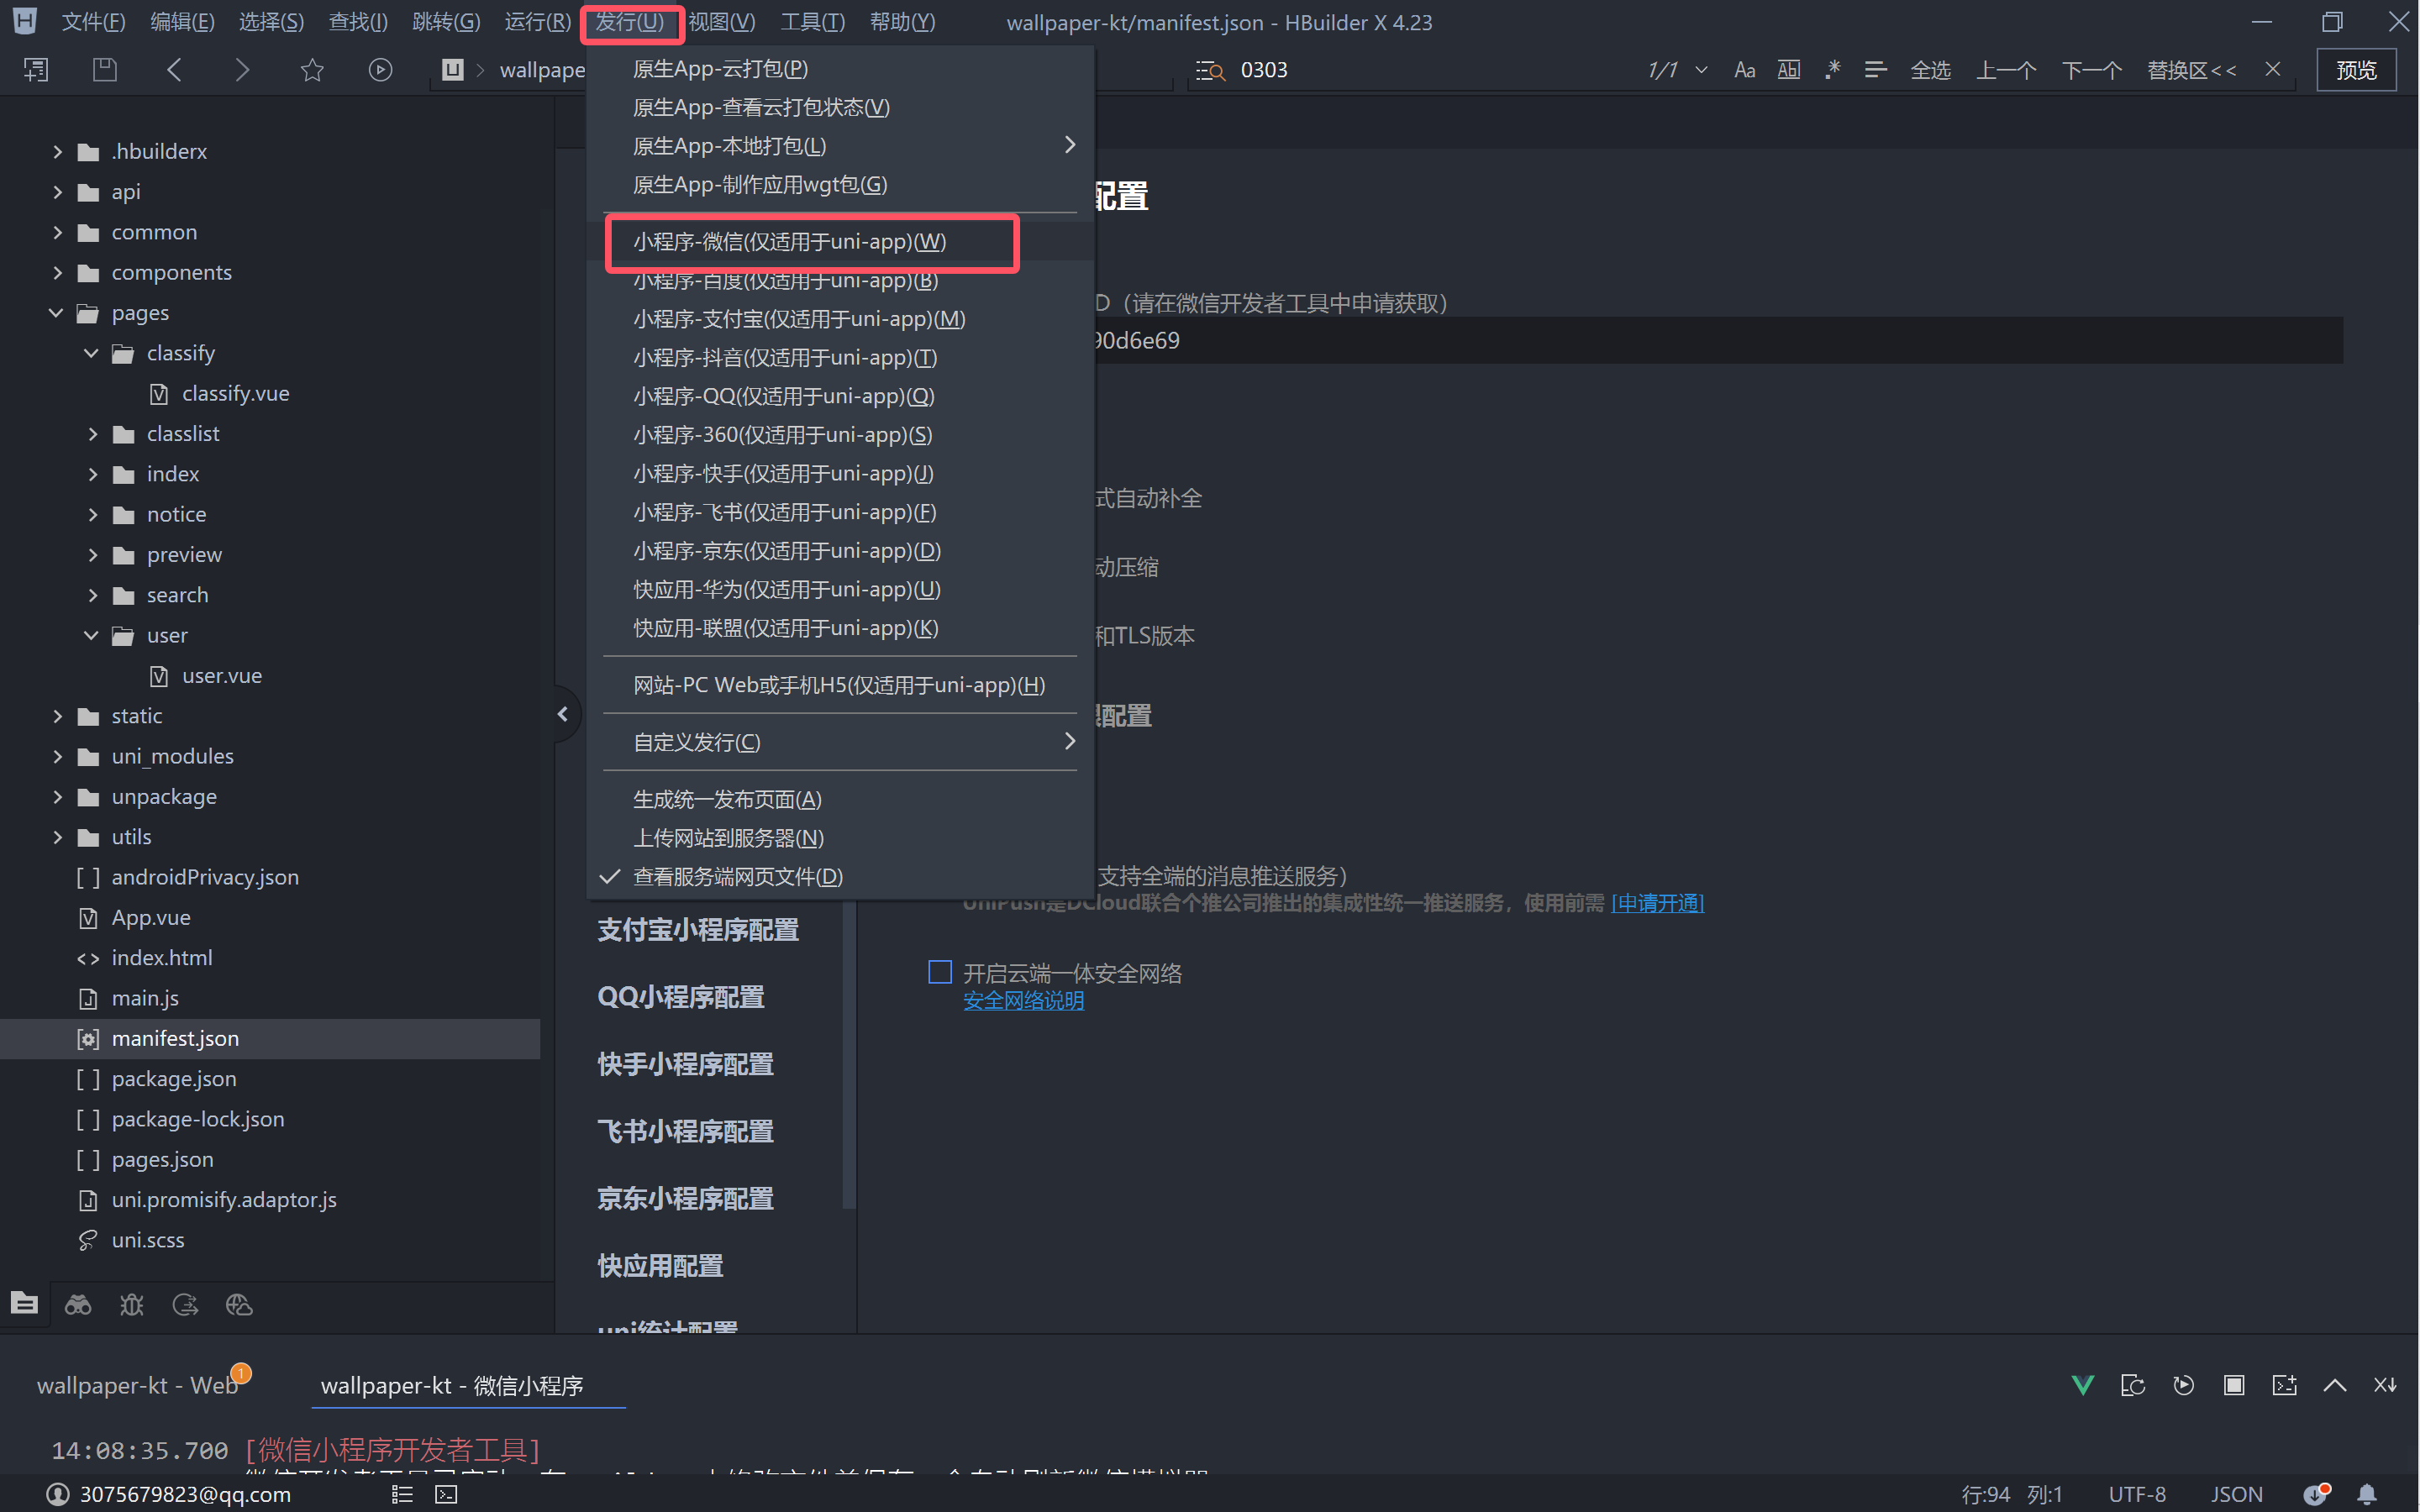 文件(F) 编辑(E) 选择(S) 查找(I) 跳转(G) 运行(R) 发行(U) 视图(V) 工具(T) 帮助(Y) wallpaper-kt/manifest.json - HBuilder X 4.23
wallpape
0303
1/1
Aa
Ab
.*
全选 上一个 下一个 替换区<< 预览
.hbuilderx
api
common
components
pages
classify
classify.vue
classlist
index
notice
preview
search
user
user.vue
static
uni_modules
unpackage
utils
androidPrivacy.json
App.vue
index.html
main.js
manifest.json
package.json
package-lock.json
pages.json
uni.promisify.adaptor.js
uni.scss
原生App-云打包(P)
原生App-查看云打包状态(V)
原生App-本地打包(L)
原生App-制作应用wgt包(G)
小程序-微信(仅适用于uni-app)(W)
小程序-百度(仅适用于uni-app)(B)
小程序-支付宝(仅适用于uni-app)(M)
小程序-抖音(仅适用于uni-app)(T)
小程序-QQ(仅适用于uni-app)(Q)
小程序-360(仅适用于uni-app)(S)
小程序-快手(仅适用于uni-app)(J)
小程序-飞书(仅适用于uni-app)(F)
小程序-京东(仅适用于uni-app)(D)
快应用-华为(仅适用于uni-app)(U)
快应用-联盟(仅适用于uni-app)(K)
网站-PC Web或手机H5(仅适用于uni-app)(H)
自定义发行(C)
生成统一发布页面(A)
上传网站到服务器(N)
查看服务端网页文件(D)
配置
D（请在微信开发者工具中申请获取）
90d6e69
式自动补全
动压缩
和TLS版本
配置
支持全端的消息推送服务）
UniPush是DCloud联合个推公司推出的集成性统一推送服务，使用前需 [申请开通]
开启云端一体安全网络
安全网络说明
支付宝小程序配置
QQ小程序配置
快手小程序配置
飞书小程序配置
京东小程序配置
快应用配置
uni统计配置
wallpaper-kt - Web 1
wallpaper-kt - 微信小程序
14:08:35.700 [微信小程序开发者工具]
3075679823@qq.com
行:94 列:1 UTF-8 JSON